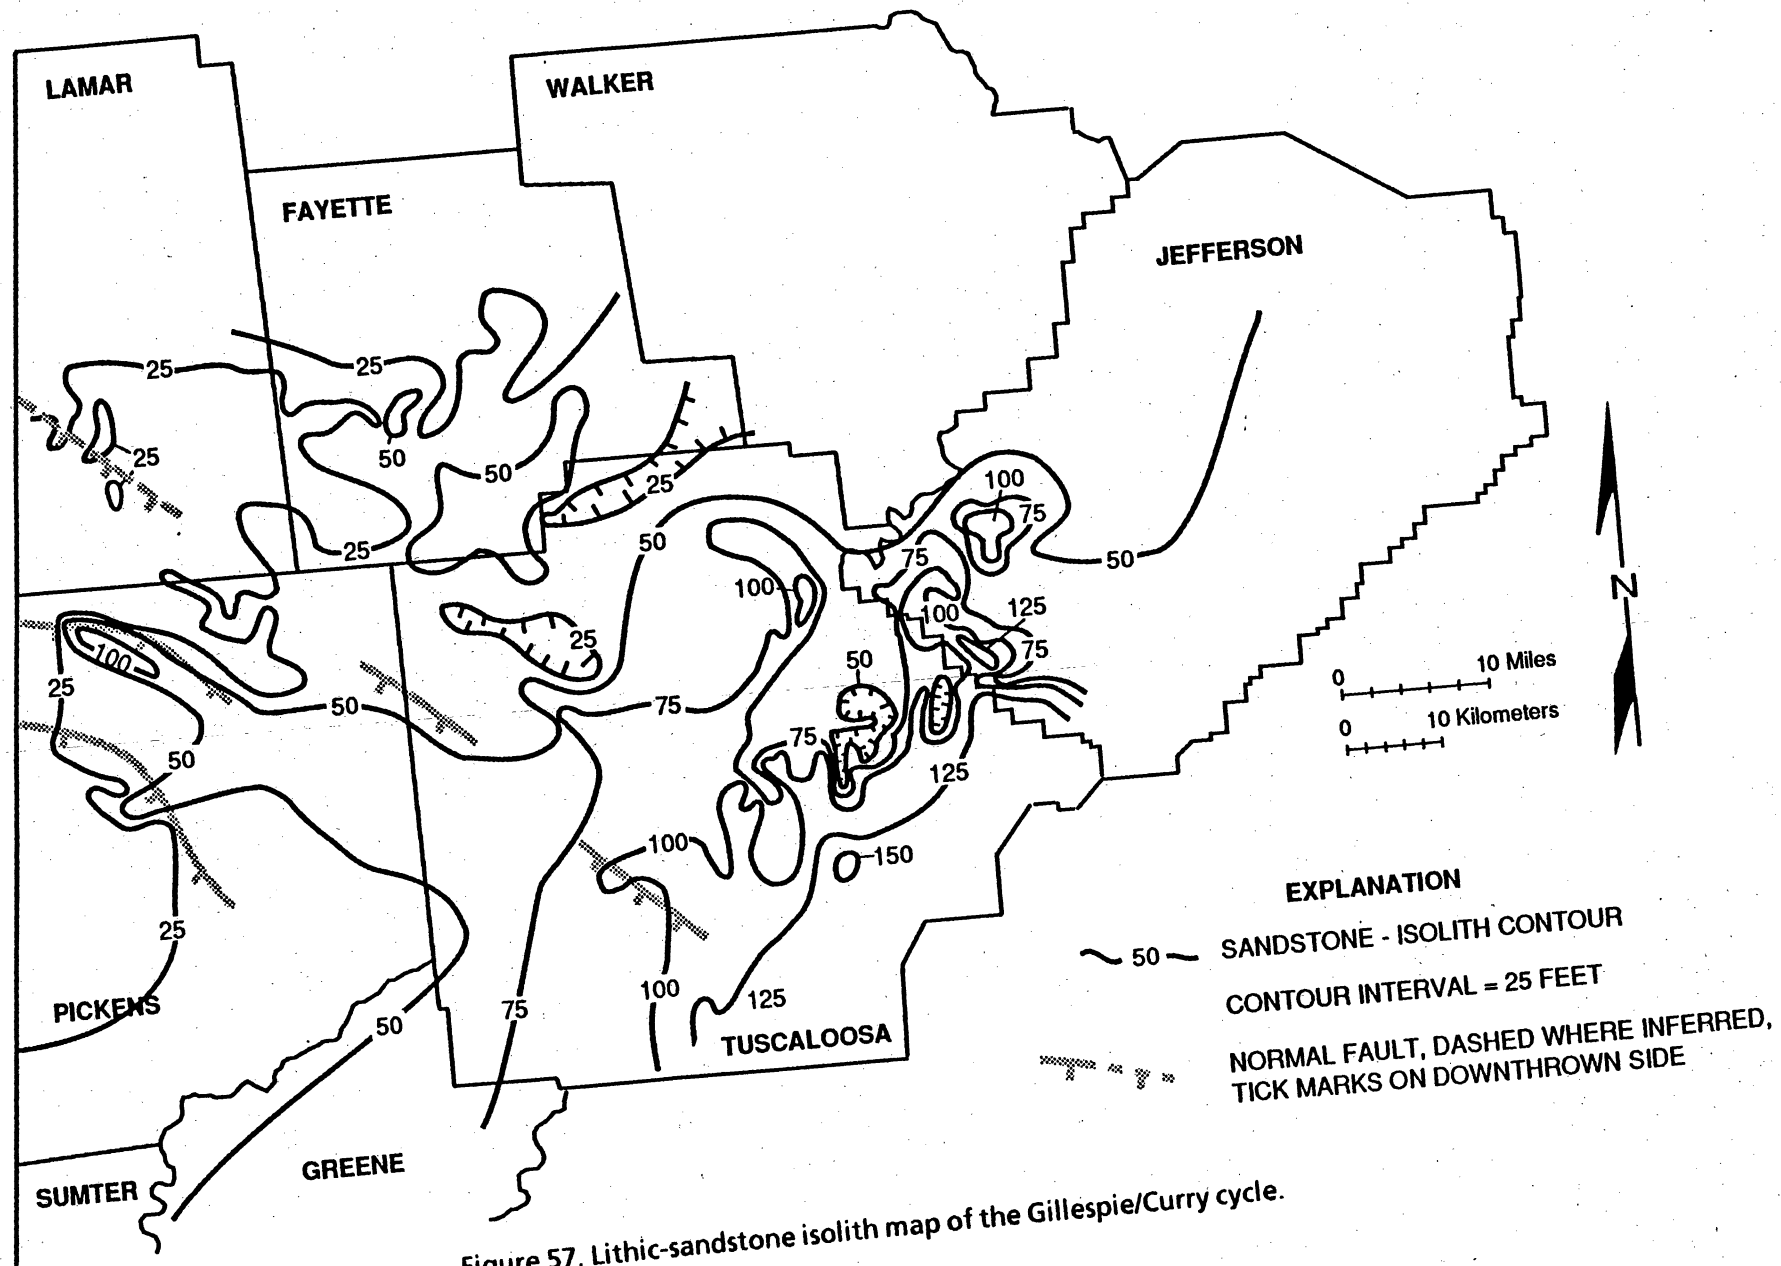 LAMAR
WALKER
FAYETTE
JEFFERSON
25
25
25
50
50
25
25
50
100
75
50
75
100
100
125
75
25
100
25
50
75
50
50
75
125
100
150
25
50
75
100
125
PICKENS
TUSCALOOSA
GREENE
SUMTER
N
0 10 Miles
0 10 Kilometers
EXPLANATION
50 SANDSTONE - ISOLITH CONTOUR
CONTOUR INTERVAL = 25 FEET
NORMAL FAULT, DASHED WHERE INFERRED,
TICK MARKS ON DOWNTHROWN SIDE
Figure 57. Lithic-sandstone isolith map of the Gillespie/Curry cycle.